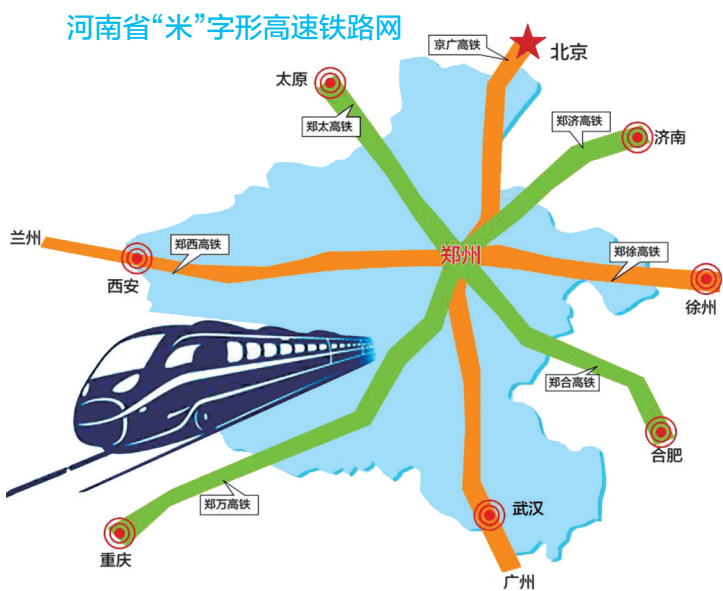 河南省“米”字形高速铁路网
京广高铁
北京
太原
郑太高铁
郑济高铁
济南
兰州
郑西高铁
郑州
郑徐高铁
西安
徐州
郑合高铁
合肥
郑万高铁
武汉
重庆
广州